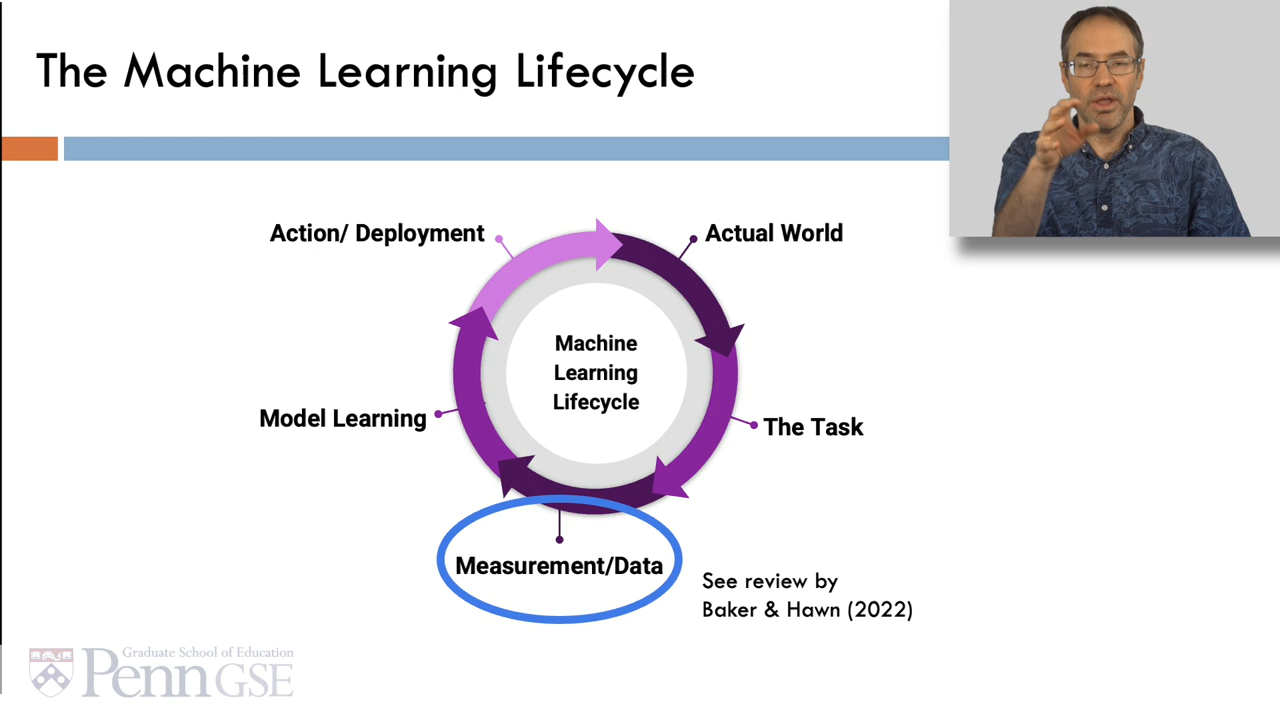 The Machine Learning Lifecycle
Action/ Deployment
Actual World
Machine
Learning
Lifecycle
Model Learning
The Task
Measurement/Data
See review by
Baker & Hawn (2022)
Graduate School of Education
Penn GSE